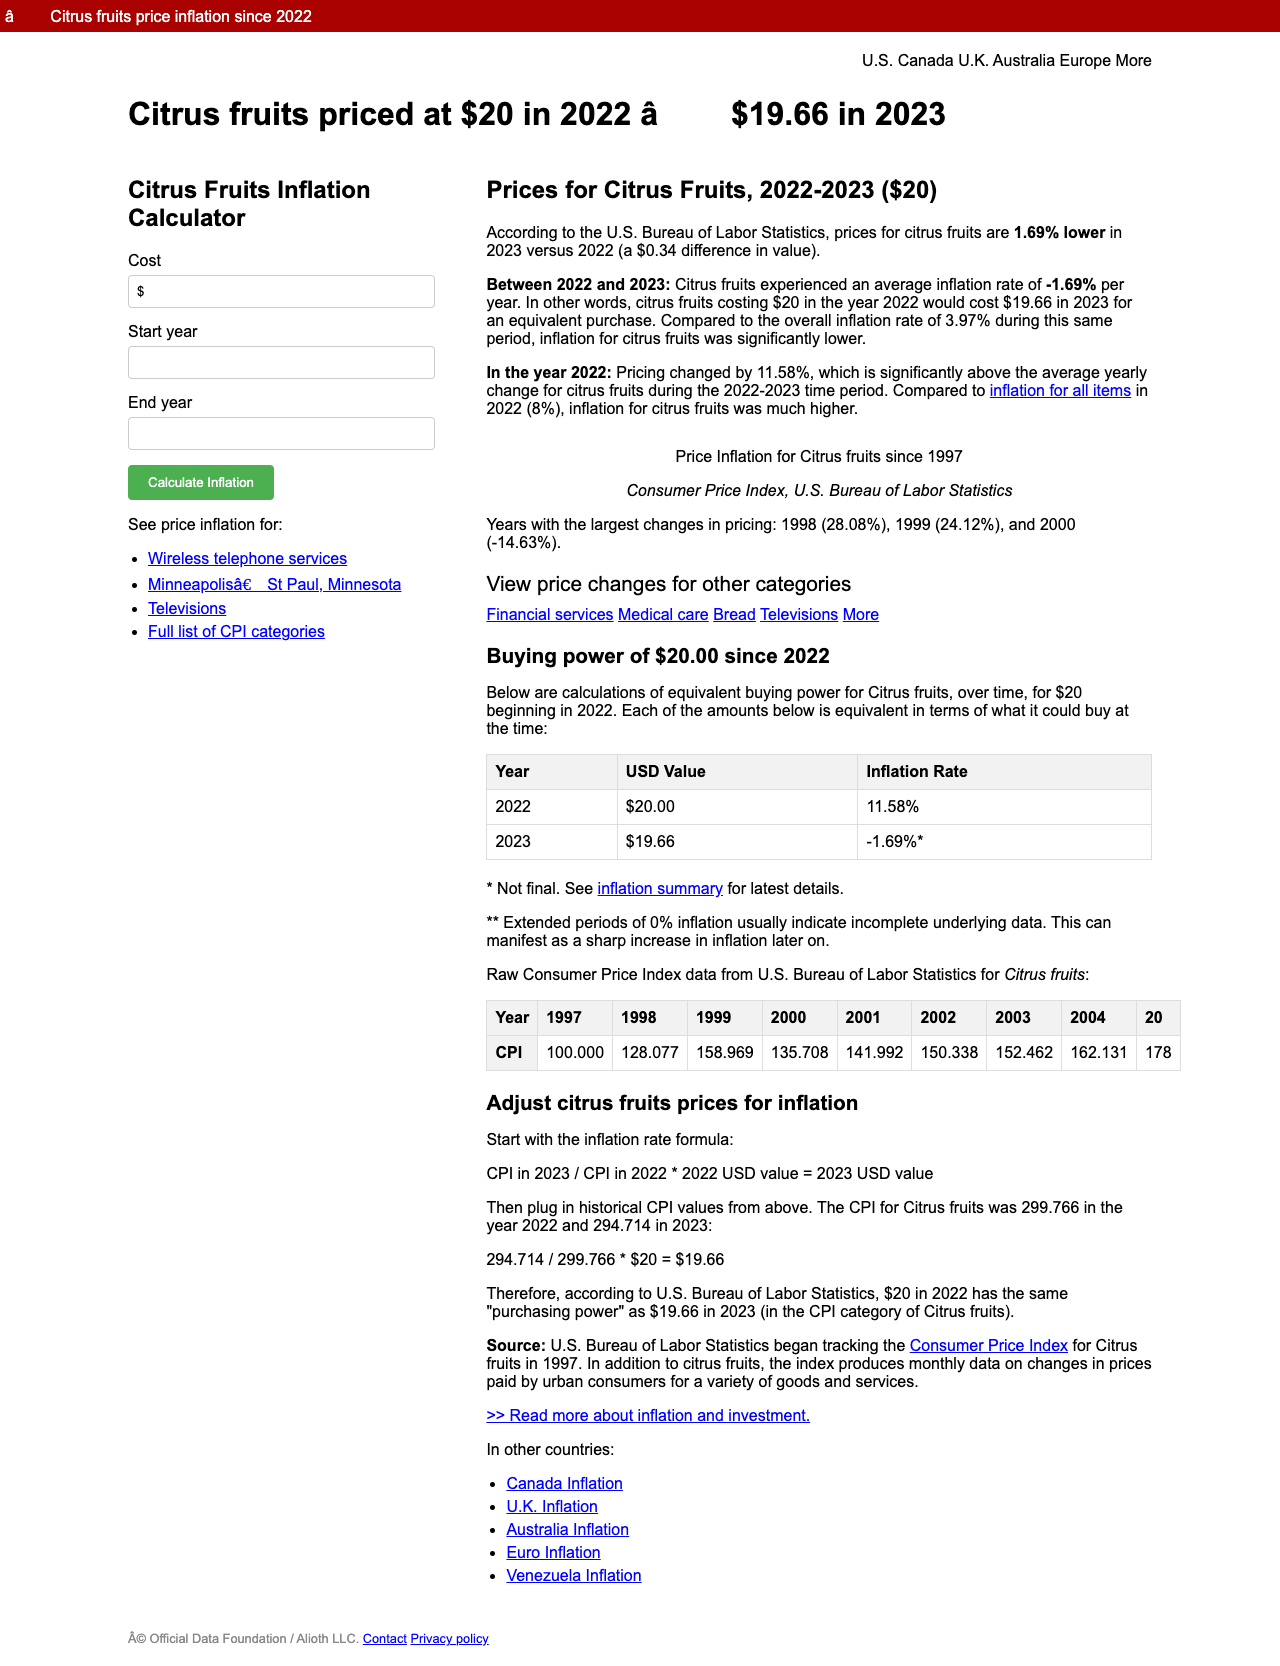 â Citrus fruits price inflation since 2022
U.S. Canada U.K. Australia Europe More
Citrus fruits priced at $20 in 2022 â $19.66 in 2023
Citrus Fruits Inflation
Calculator
Cost
$
Start year
End year
Calculate Inflation
See price inflation for:
• Wireless telephone services
• Minneapolisâ€ St Paul, Minnesota
• Televisions
• Full list of CPI categories
Prices for Citrus Fruits, 2022-2023 ($20)
According to the U.S. Bureau of Labor Statistics, prices for citrus fruits are 1.69% lower in
2023 versus 2022 (a $0.34 difference in value).
Between 2022 and 2023: Citrus fruits experienced an average inflation rate of -1.69% per
year. In other words, citrus fruits costing $20 in the year 2022 would cost $19.66 in 2023 for
an equivalent purchase. Compared to the overall inflation rate of 3.97% during this same
period, inflation for citrus fruits was significantly lower.
In the year 2022: Pricing changed by 11.58%, which is significantly above the average yearly
change for citrus fruits during the 2022-2023 time period. Compared to inflation for all items in
2022 (8%), inflation for citrus fruits was much higher.
Price Inflation for Citrus fruits since 1997
Consumer Price Index, U.S. Bureau of Labor Statistics
Years with the largest changes in pricing: 1998 (28.08%), 1999 (24.12%), and 2000
(-14.63%).
View price changes for other categories
Financial services Medical care Bread Televisions More
Buying power of $20.00 since 2022
Below are calculations of equivalent buying power for Citrus fruits, over time, for $20
beginning in 2022. Each of the amounts below is equivalent in terms of what it could buy at
the time:
Year USD Value Inflation Rate
2022 $20.00 11.58%
2023 $19.66 -1.69%*
* Not final. See inflation summary for latest details.
** Extended periods of 0% inflation usually indicate incomplete underlying data. This can
manifest as a sharp increase in inflation later on.
Raw Consumer Price Index data from U.S. Bureau of Labor Statistics for Citrus fruits:
Year 1997 1998 1999 2000 2001 2002 2003 2004 20
CPI 100.000 128.077 158.969 135.708 141.992 150.338 152.462 162.131 178
Adjust citrus fruits prices for inflation
Start with the inflation rate formula:
CPI in 2023 / CPI in 2022 * 2022 USD value = 2023 USD value
Then plug in historical CPI values from above. The CPI for Citrus fruits was 299.766 in the
year 2022 and 294.714 in 2023:
294.714 / 299.766 * $20 = $19.66
Therefore, according to U.S. Bureau of Labor Statistics, $20 in 2022 has the same
"purchasing power" as $19.66 in 2023 (in the CPI category of Citrus fruits).
Source: U.S. Bureau of Labor Statistics began tracking the Consumer Price Index for Citrus
fruits in 1997. In addition to citrus fruits, the index produces monthly data on changes in prices
paid by urban consumers for a variety of goods and services.
>> Read more about inflation and investment.
In other countries:
• Canada Inflation
• U.K. Inflation
• Australia Inflation
• Euro Inflation
• Venezuela Inflation
Â© Official Data Foundation / Alioth LLC. Contact Privacy policy